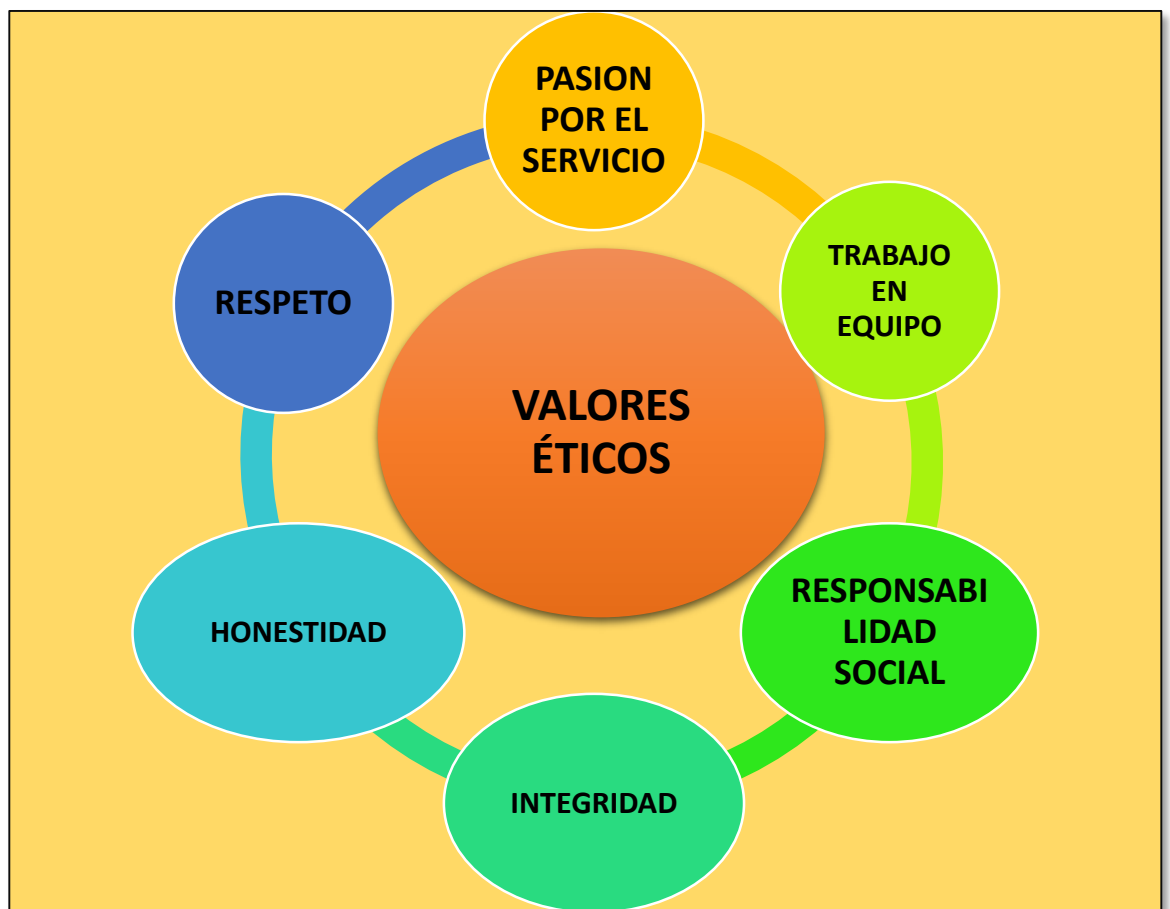 PASION
POR EL
SERVICIO
TRABAJO
EN
EQUIPO
RESPETO
VALORES
ÉTICOS
RESPONSABI
LIDAD
SOCIAL
HONESTIDAD
INTEGRIDAD